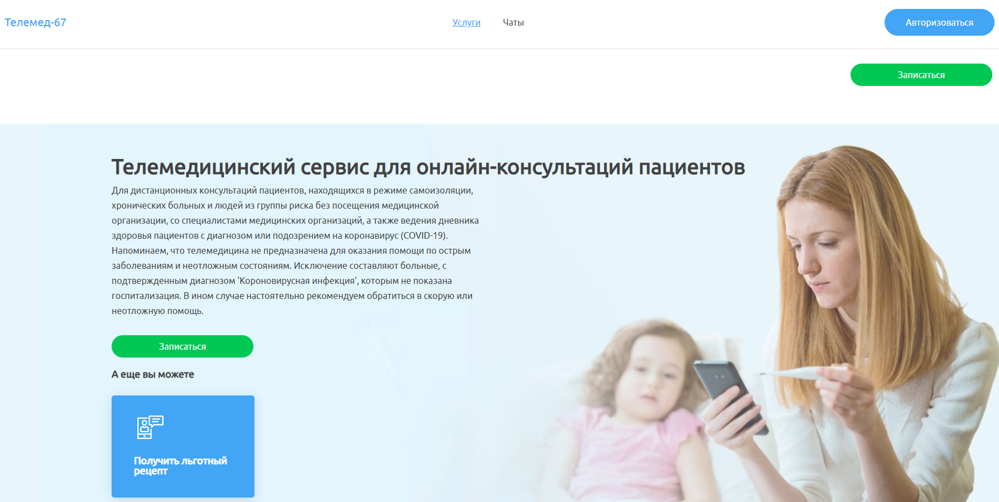 Телемед-67
Услуги
Чаты
Авторизоваться
Записаться
Телемедицинский сервис для онлайн-консультаций пациентов
Для дистанционных консультаций пациентов, находящихся в режиме самоизоляции,
хронических больных и людей из группы риска без посещения медицинской
организации, со специалистами медицинских организаций, а также ведения дневника
здоровья пациентов с диагнозом или подозрением на коронавирус (COVID-19).
Напоминаем, что телемедицина не предназначена для оказания помощи по острым
заболеваниям и неотложным состояниям. Исключение составляют больные, с
подтвержденным диагнозом 'Короновирусная инфекция', которым не показана
госпитализация. В ином случае настоятельно рекомендуем обратиться в скорую или
неотложную помощь.
Записаться
А еще вы можете
Получить льготный
рецепт